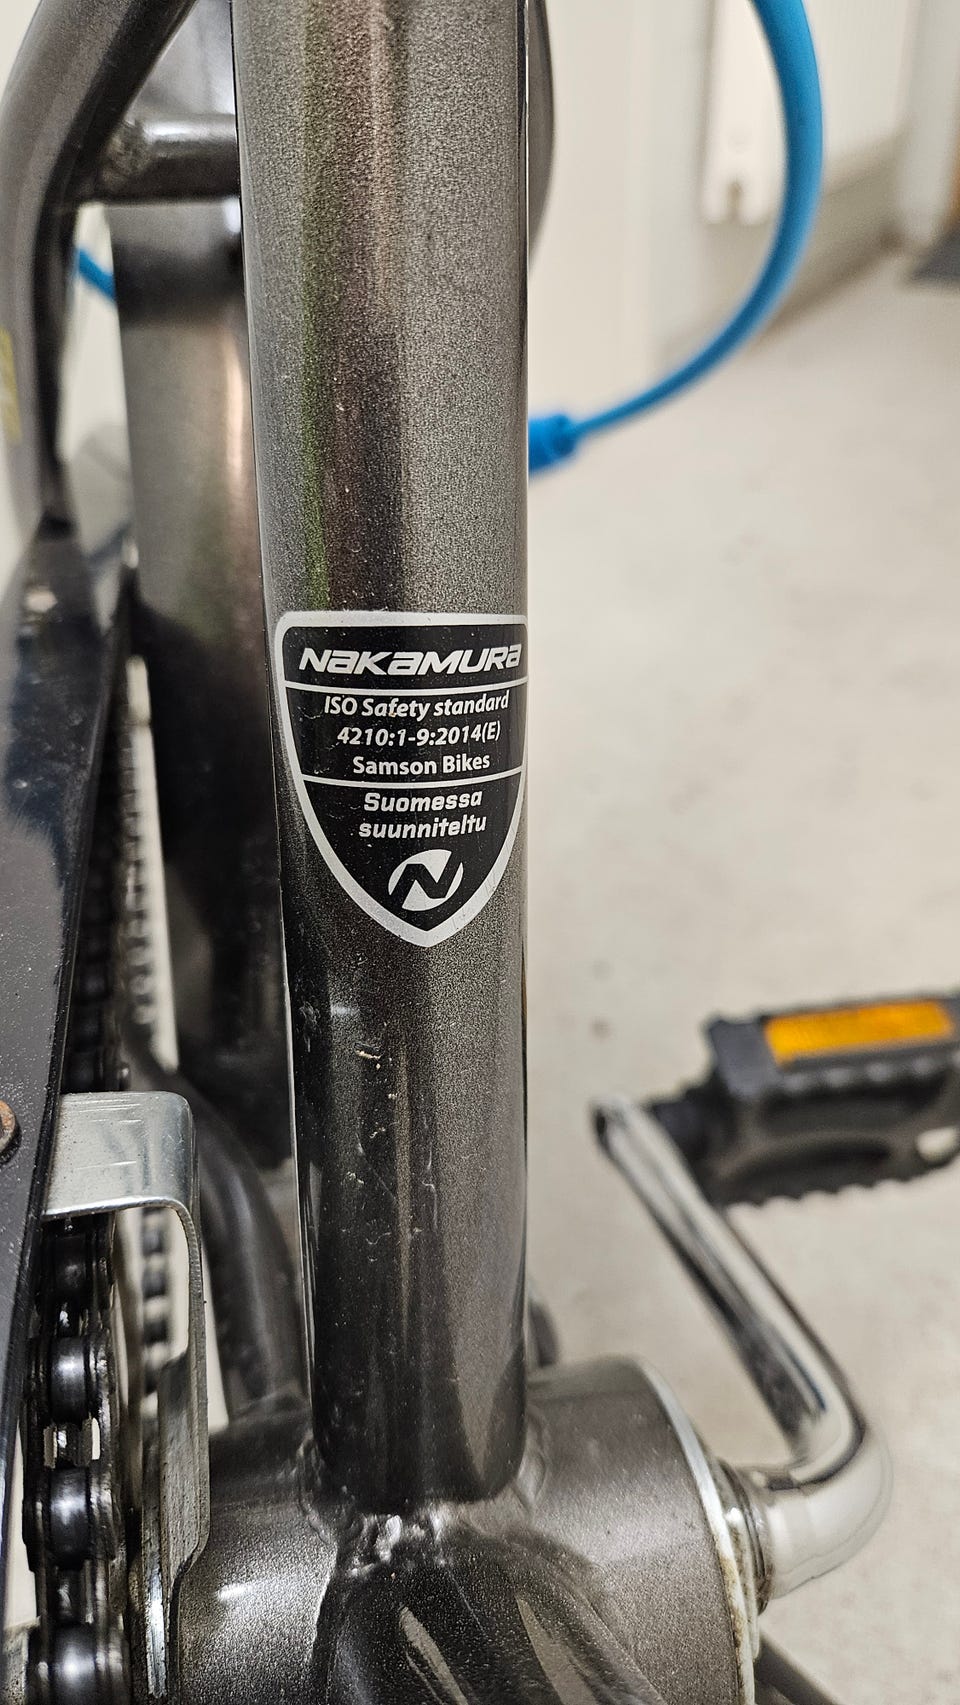 NAKAMURA
ISO Safety standard
4210:1-9:2014(E)
Samson Bikes
Suomessa
suunniteltu
N